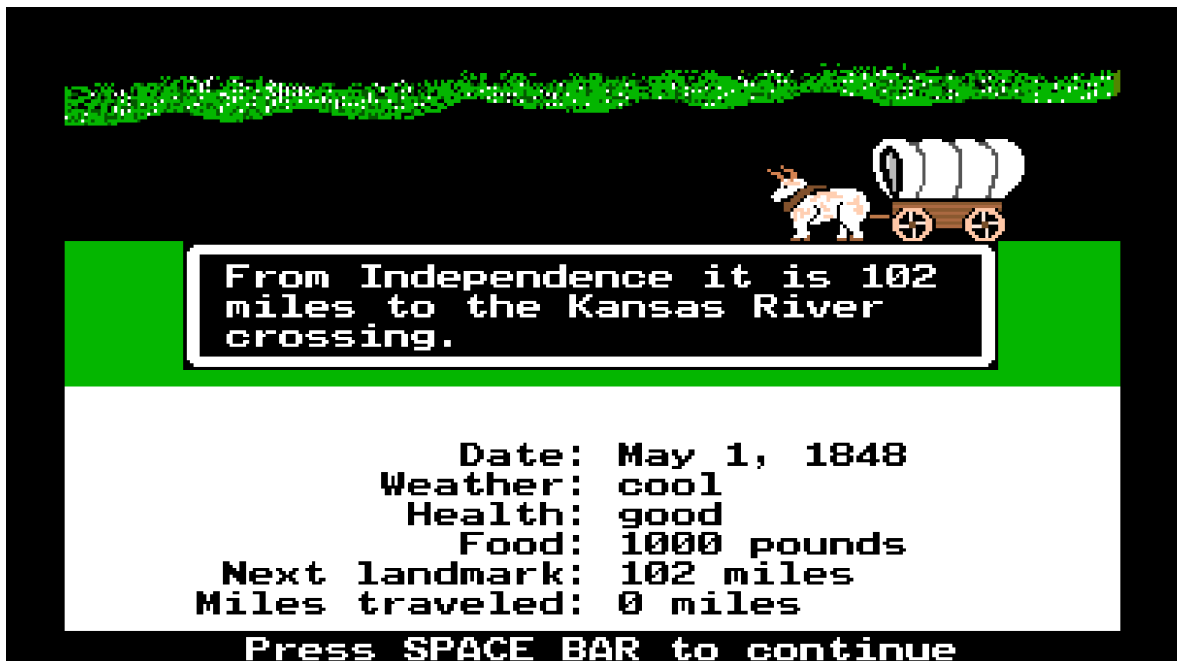 From Independence it is 102
miles to the Kansas River
crossing.
Date: May 1, 1848
Weather: cool
Health: good
Food: 1000 pounds
Next landmark: 102 miles
Miles traveled: 0 miles
Press SPACE BAR to continue